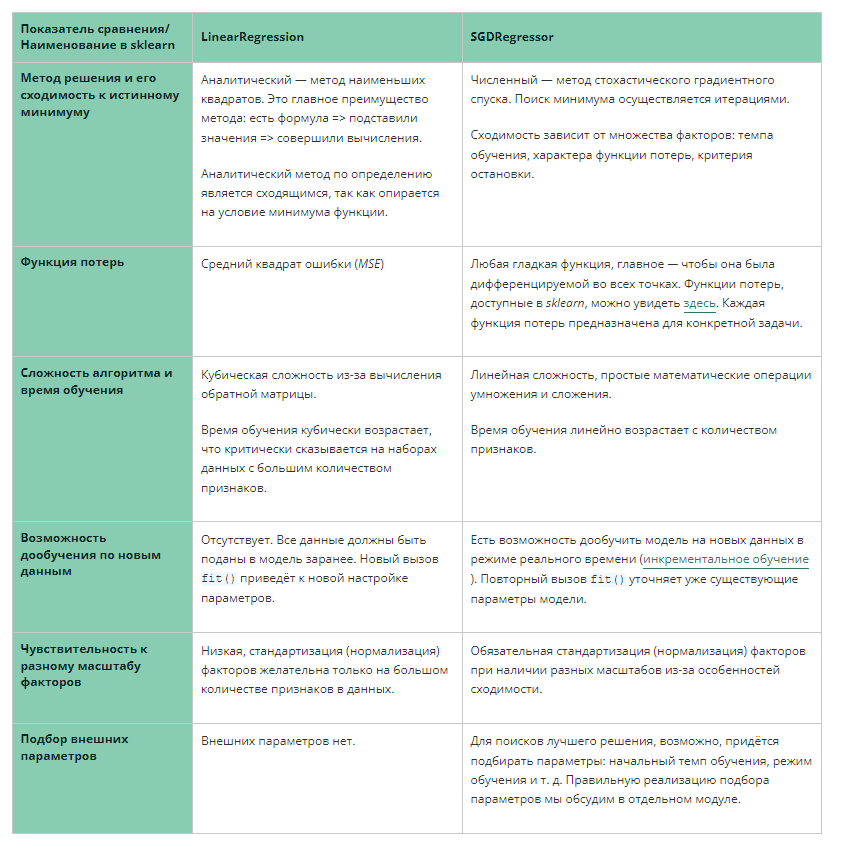 Показатель сравнения/
Наименование в sklearn
LinearRegression
SGDRegressor
Метод решения и его
сходимость к истинному
минимуму
Аналитический — метод наименьших
квадратов. Это главное преимущество
метода: есть формула => подставили
значения => совершили вычисления.
Аналитический метод по определению
является сходящимся, так как опирается
на условие минимума функции.
Численный — метод стохастического градиентного
спуска. Поиск минимума осуществляется итерациями.
Сходимость зависит от множества факторов: темпа
обучения, характера функции потерь, критерия
остановки.
Функция потерь
Средний квадрат ошибки (MSE)
Любая гладкая функция, главное — чтобы она была
дифференцируемой во всех точках. Функции потерь,
доступные в sklearn, можно увидеть здесь. Каждая
функция потерь предназначена для конкретной задачи.
Сложность алгоритма и
время обучения
Кубическая сложность из-за вычисления
обратной матрицы.
Время обучения кубически возрастает,
что критически сказывается на наборах
данных с большим количеством
признаков.
Линейная сложность, простые математические операции
умножения и сложения.
Время обучения линейно возрастает с количеством
признаков.
Возможность
дообучения по новым
данным
Отсутствует. Все данные должны быть
поданы в модель заранее. Новый вызов
fit() приведёт к новой настройке
параметров.
Есть возможность дообучить модель на новых данных в
режиме реального времени (инкрементальное обучение
). Повторный вызов fit() уточняет уже существующие
параметры модели.
Чувствительность к
разному масштабу
факторов
Низкая, стандартизация (нормализация)
факторов желательна только на большом
количестве признаков в данных.
Обязательная стандартизация (нормализация) факторов
при наличии разных масштабов из-за особенностей
сходимости.
Подбор внешних
параметров
Внешних параметров нет.
Для поисков лучшего решения, возможно, придётся
подбирать параметры: начальный темп обучения, режим
обучения и т. д. Правильную реализацию подбора
параметров мы обсудим в отдельном модуле.